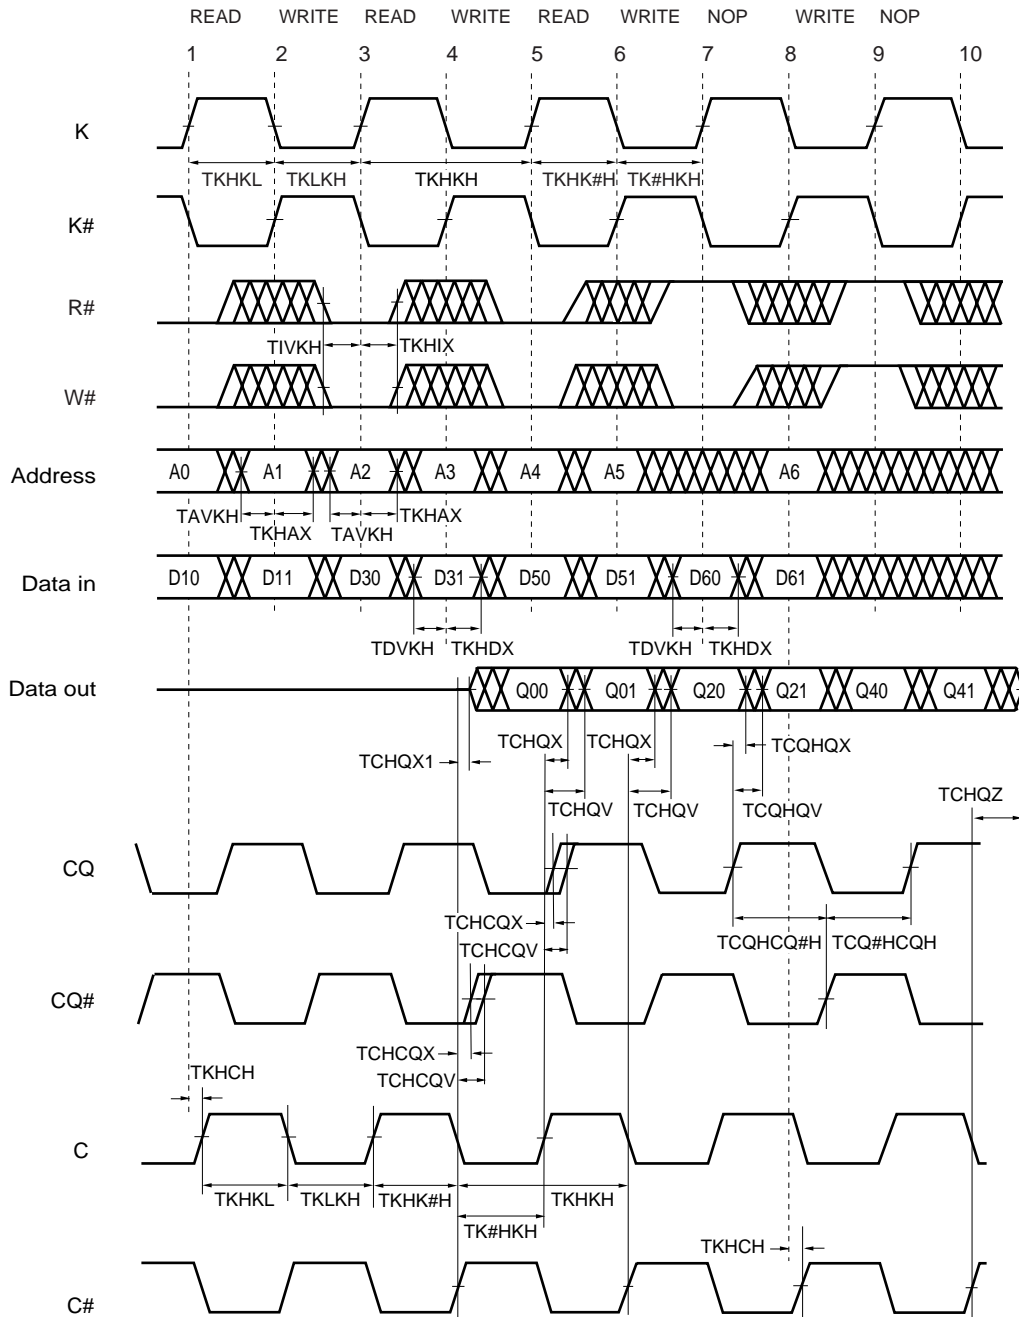 READ WRITE READ WRITE READ WRITE NOP WRITE NOP
1 2 3 4 5 6 7 8 9 10
K
TKHKL TKLKH TKHKH TKHK#H TK#HKH
K#
R#
TIVKH TKHIX
W#
Address A0 A1 A2 A3 A4 A5 A6
TAVKH TKHAX TAVKH TKHAX
Data in D10 D11 D30 D31 D50 D51 D60 D61
TDVKH TKHDX TDVKH TKHDX
Data out Q00 Q01 Q20 Q21 Q40 Q41
TCHQX1 TCHQX TCHQX TCQHQX
TCHQV TCHQV TCQHQV TCHQZ
CQ
TCHCQX TCQHCQ#H TCQ#HCQH
TCHCQV
CQ#
TCHCQX
TCHCQV
TKHCH
C
TKHKL TKLKH TKHK#H TKHKH
TK#HKH
TKHCH
C#